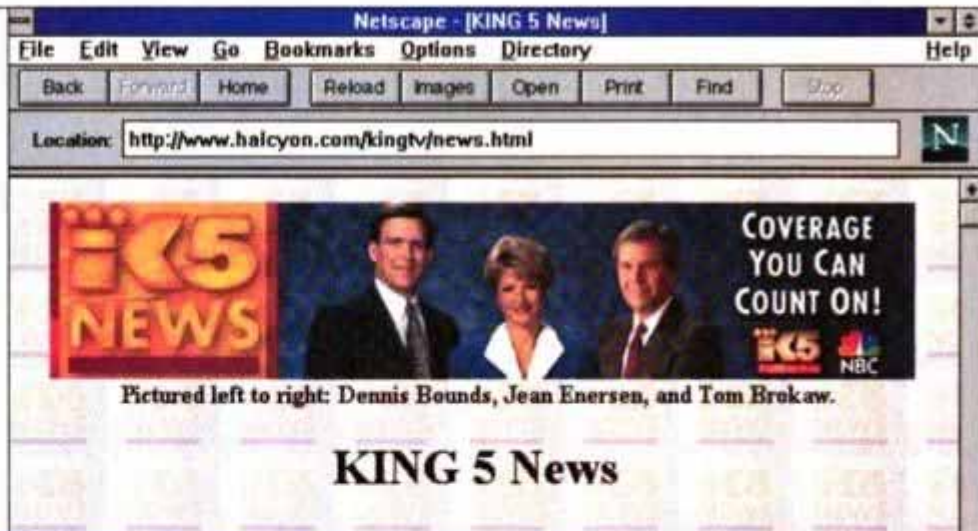 Netscape - [KING 5 News]
File Edit View Go Bookmarks Options Directory Help
Back Forward Home Reload Images Open Print Find Stop
Location: http://www.halcyon.com/kingtv/news.html
N
K5
NEWS
COVERAGE
YOU CAN
COUNT ON!
K5
NBC
Pictured left to right: Dennis Bounds, Jean Enersen, and Tom Brokaw.
KING 5 News